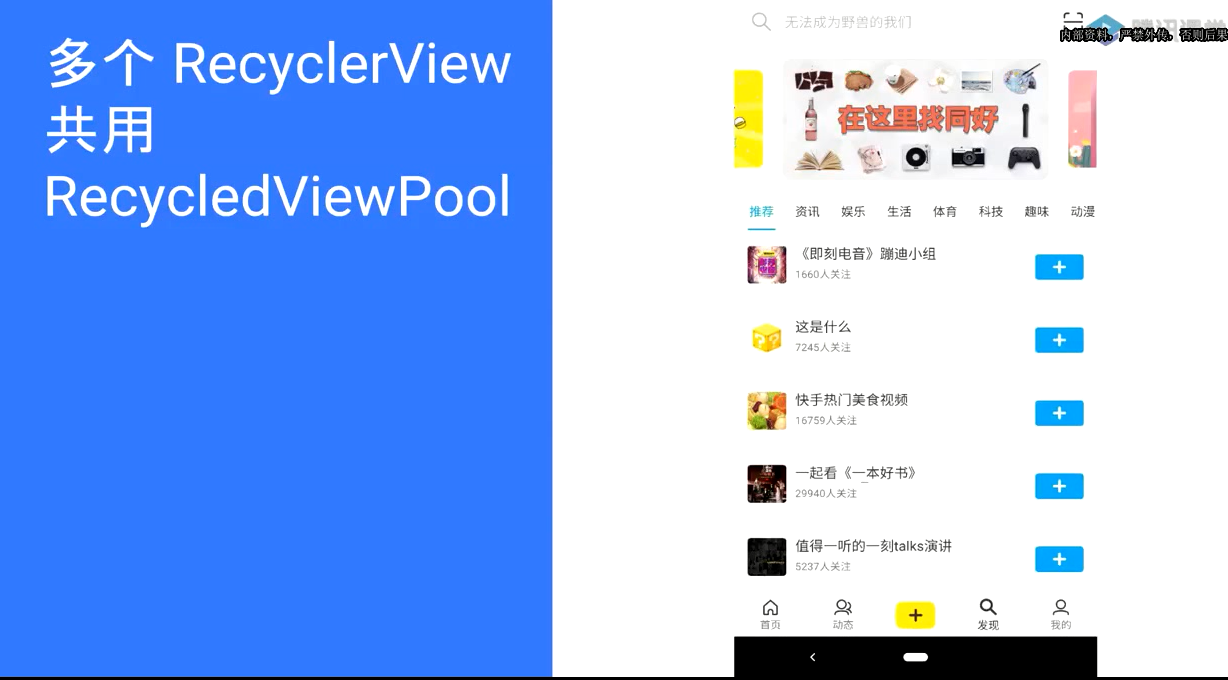 多个 RecyclerView
共用
RecycledViewPool
无法成为野兽的我们
内部资料，严禁外传，否则后果
在这里找同好
推荐 资讯 娱乐 生活 体育 科技 趣味 动漫
《即刻电音》蹦迪小组
1660人关注
这是什么
7245人关注
快手热门美食视频
16759人关注
一起看《一本好书》
29940人关注
值得一听的一刻talks演讲
5237人关注
首页 动态 发现 我的